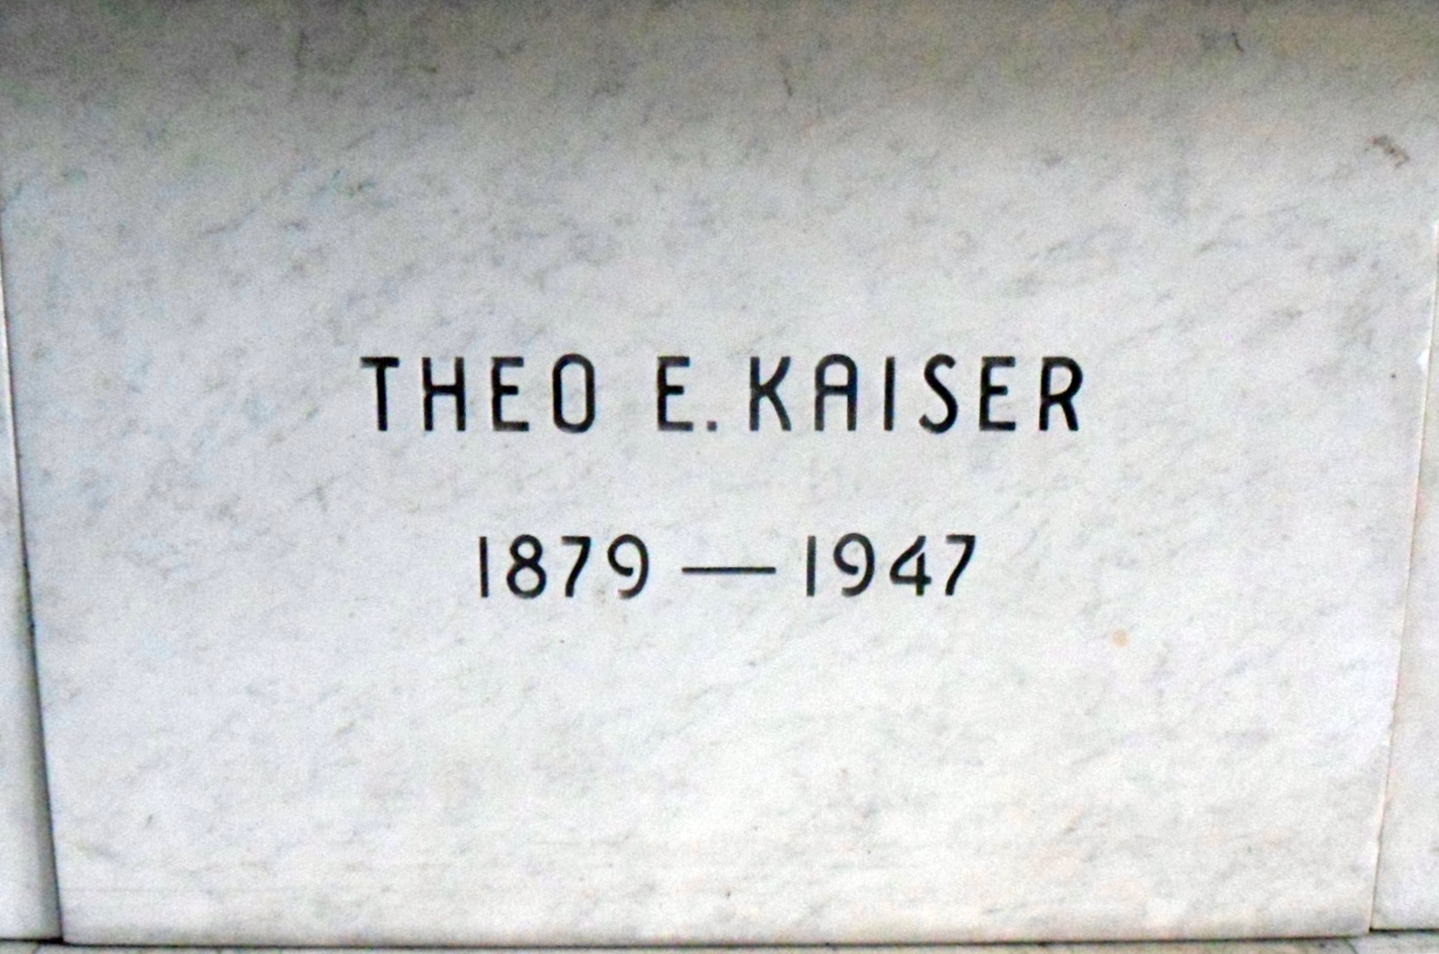 THEO E. KAISER
1879 — 1947